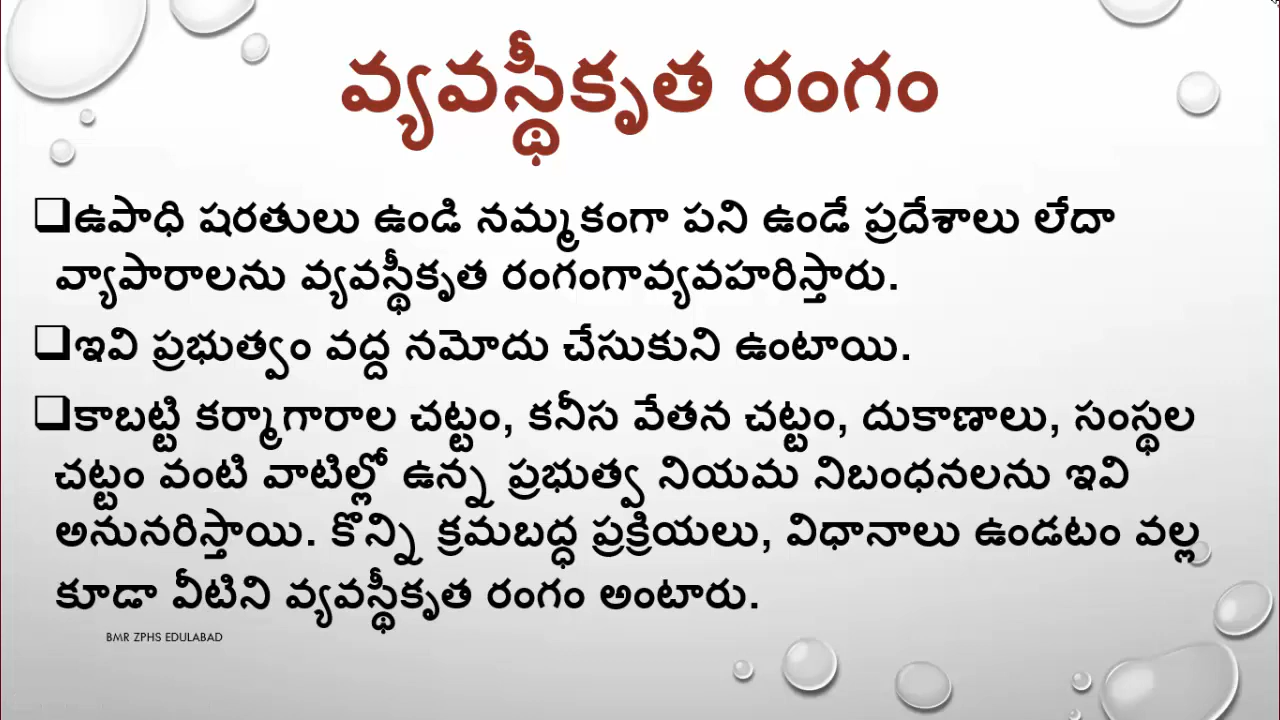 వ్యవస్థీకృత రంగం
❑ఉపాధి షరతులు ఉండి నమ్మకంగా పని ఉండే ప్రదేశాలు లేదా
వ్యాపారాలను వ్యవస్థీకృత రంగంగావ్యవహరిస్తారు.
❑ఇవి ప్రభుత్వం వద్ద నమోదు చేసుకుని ఉంటాయి.
❑కాబట్టి కర్మాగారాల చట్టం, కనీస వేతన చట్టం, దుకాణాలు, సంస్థల
చట్టం వంటి వాటిల్లో ఉన్న ప్రభుత్వ నియమ నిబంధనలను ఇవి
అనునరిస్తాయి. కొన్ని క్రమబద్ధ ప్రక్రియలు, విధానాలు ఉండటం వల్ల
కూడా వీటిని వ్యవస్థీకృత రంగం అంటారు.
BMR ZPHS EDULABAD